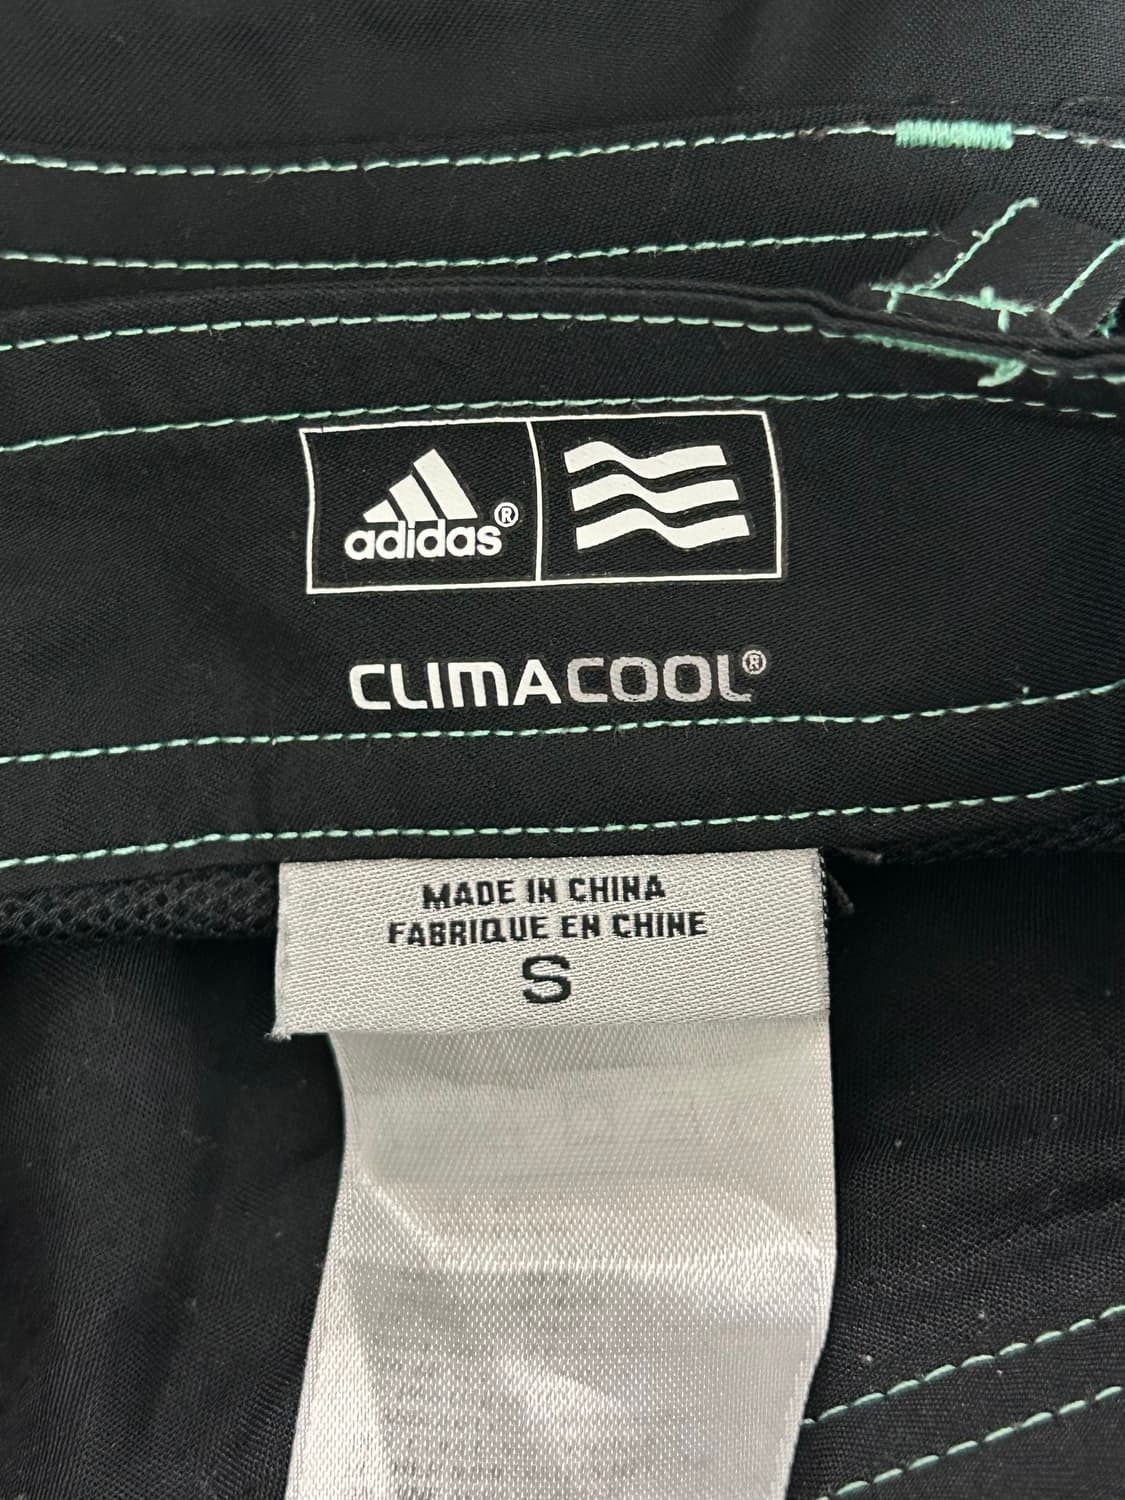 adidas®
CLIMACOOL®
MADE IN CHINA
FABRIQUE EN CHINE
S